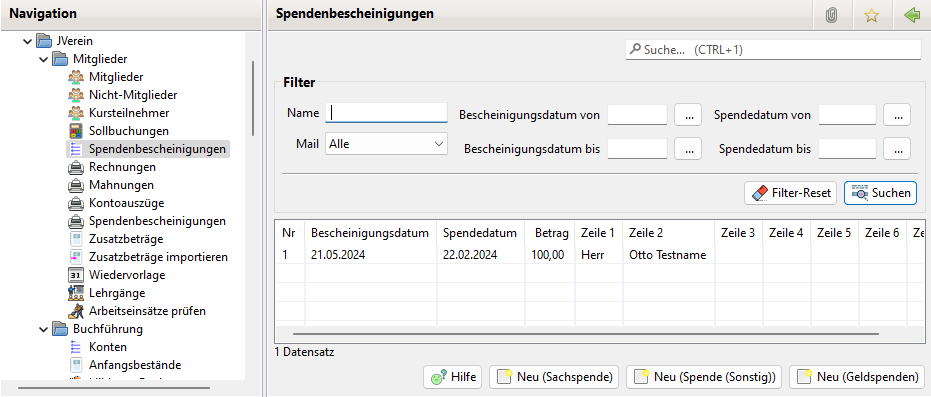 Navigation
JVerein
Mitglieder
Mitglieder
Nicht-Mitglieder
Kursteilnehmer
Sollbuchungen
Spendenbescheinigungen
Rechnungen
Mahnungen
Kontoauszüge
Spendenbescheinigungen
Zusatzbeträge
Zusatzbeträge importieren
31 Wiedervorlage
Lehrgänge
Arbeitseinsätze prüfen
Buchführung
Konten
Anfangsbestände
Spendenbescheinigungen
Suche... (CTRL+1)
Filter
Name Bescheinigungsdatum von ... Spendedatum von ...
Mail Alle Bescheinigungsdatum bis ... Spendedatum bis ...
Filter-Reset Suchen
Nr Bescheinigungsdatum Spendedatum Betrag Zeile 1 Zeile 2 Zeile 3 Zeile 4 Zeile 5 Zeile 6
1 21.05.2024 22.02.2024 100,00 Herr Otto Testname
1 Datensatz
Hilfe Neu (Sachspende) Neu (Spende (Sonstig)) Neu (Geldspenden)